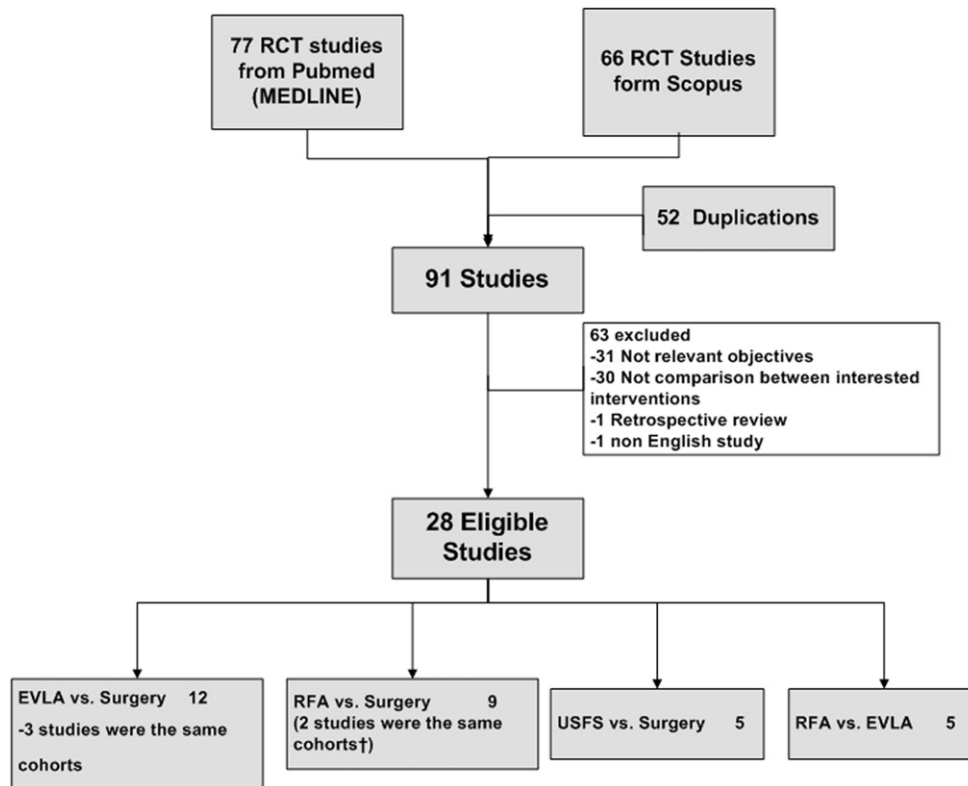 77 RCT studies
from Pubmed
(MEDLINE)
66 RCT Studies
form Scopus
52 Duplications
91 Studies
63 excluded
-31 Not relevant objectives
-30 Not comparison between interested
interventions
-1 Retrospective review
-1 non English study
28 Eligible
Studies
EVLA vs. Surgery 12
-3 studies were the same
cohorts
RFA vs. Surgery 9
(2 studies were the same
cohorts†)
USFS vs. Surgery 5
RFA vs. EVLA 5